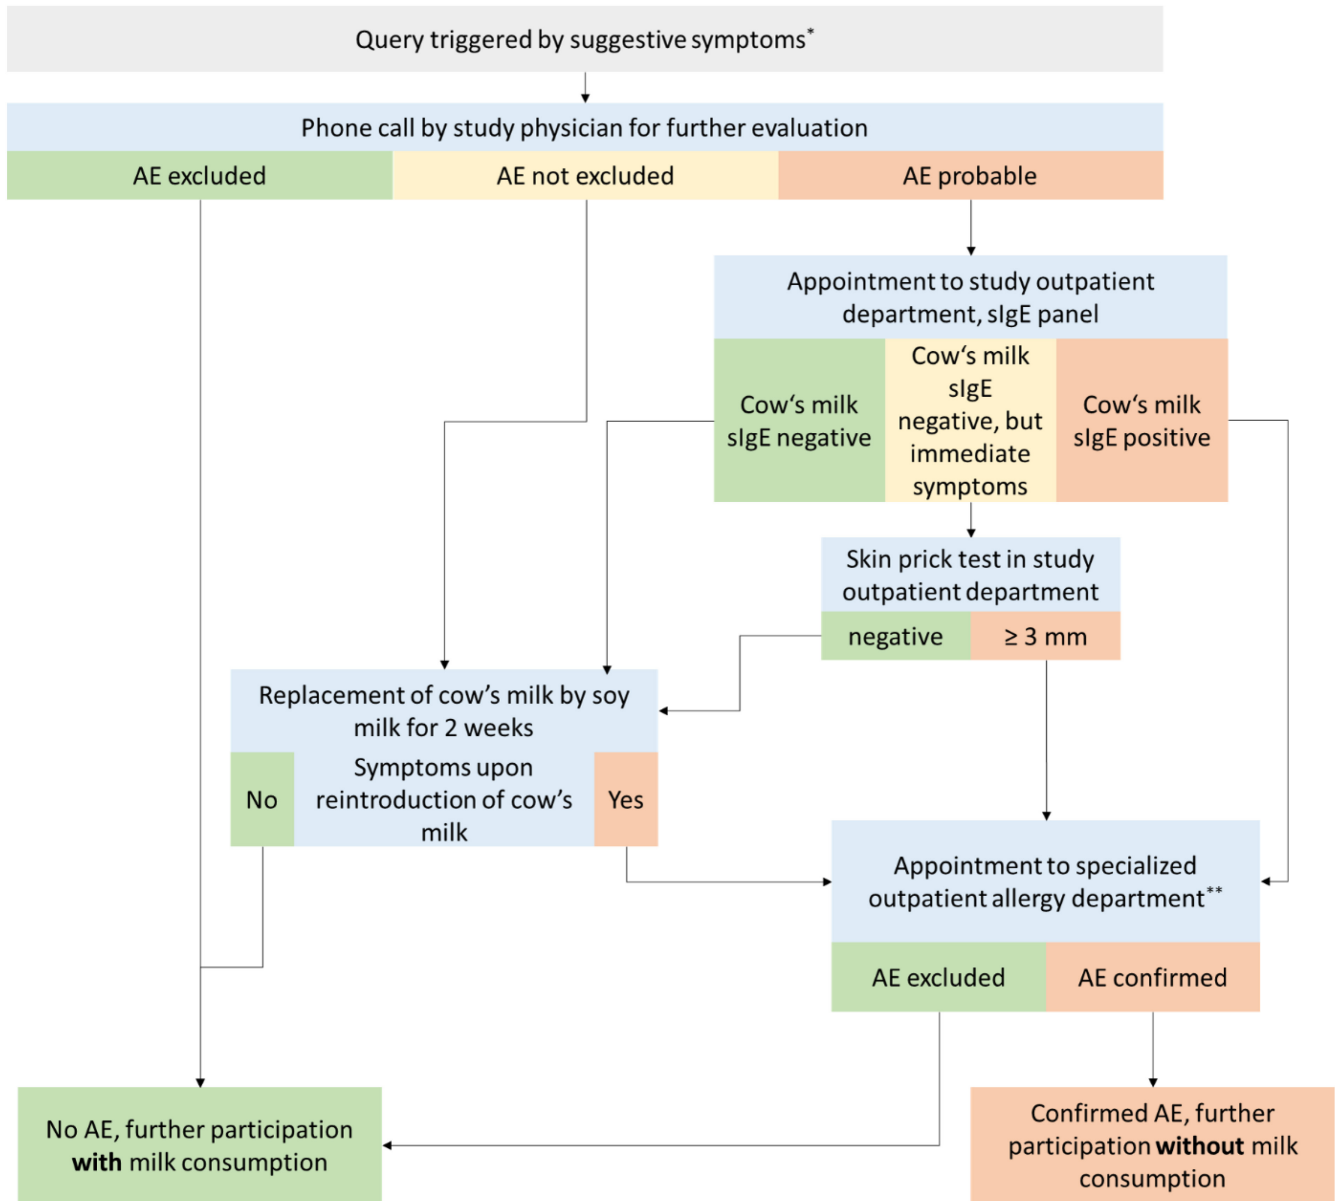 Query triggered by suggestive symptoms*
Phone call by study physician for further evaluation
AE excluded
AE not excluded
AE probable
Appointment to study outpatient
department, sIgE panel
Cow‘s milk
sIgE negative
Cow‘s milk
sIgE
negative, but
immediate
symptoms
Cow‘s milk
sIgE positive
Skin prick test in study
outpatient department
negative
≥ 3 mm
Replacement of cow’s milk by soy
milk for 2 weeks
No
Symptoms upon
reintroduction of cow’s
milk
Yes
Appointment to specialized
outpatient allergy department**
AE excluded
AE confirmed
No AE, further participation
with milk consumption
Confirmed AE, further
participation without milk
consumption